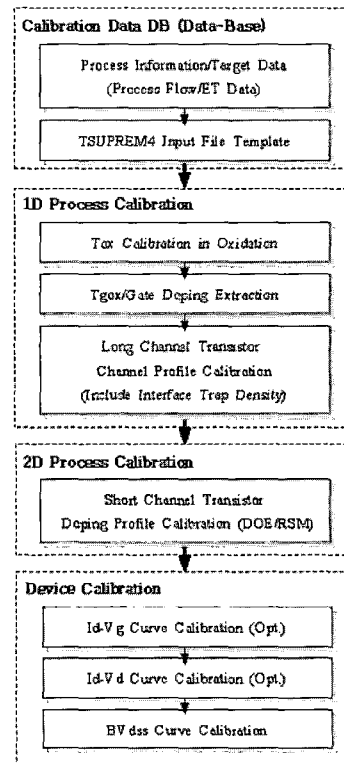 Calibration Data DB (Data-Base)
Process Information/Target Data
(Process Flow/ET Data)
TSUPREM4 Input File Template
1D Process Calibration
Tox Calibration in Oxidation
Tgox/Gate Doping Extraction
Long Channel Transistor
Channel Profile Calibration
(Include Interface Trap Density)
2D Process Calibration
Short Channel Transistor
Doping Profile Calibration (DOE/RSM)
Device Calibration
Id-Vg Curve Calibration (Opt.)
Id-Vd Curve Calibration (Opt.)
BVdss Curve Calibration